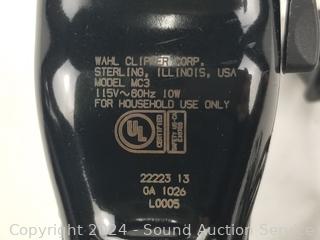 WAHL CLIPPER CORP.
STERLING, ILLINOIS, USA
MODEL MC3
115V~60Hz 10W
FOR HOUSEHOLD USE ONLY
UL
22223 13
GA 1026
L0005
Copyright 2024 - Sound Auction Service -